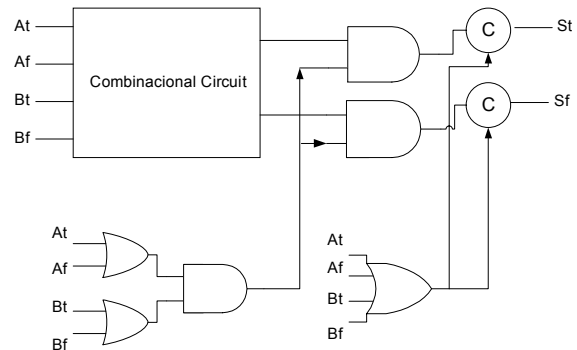 At
Af
Bt
Bf
Combinacional Circuit
C
St
C
Sf
At
Af
Bt
Bf
At
Af
Bt
Bf